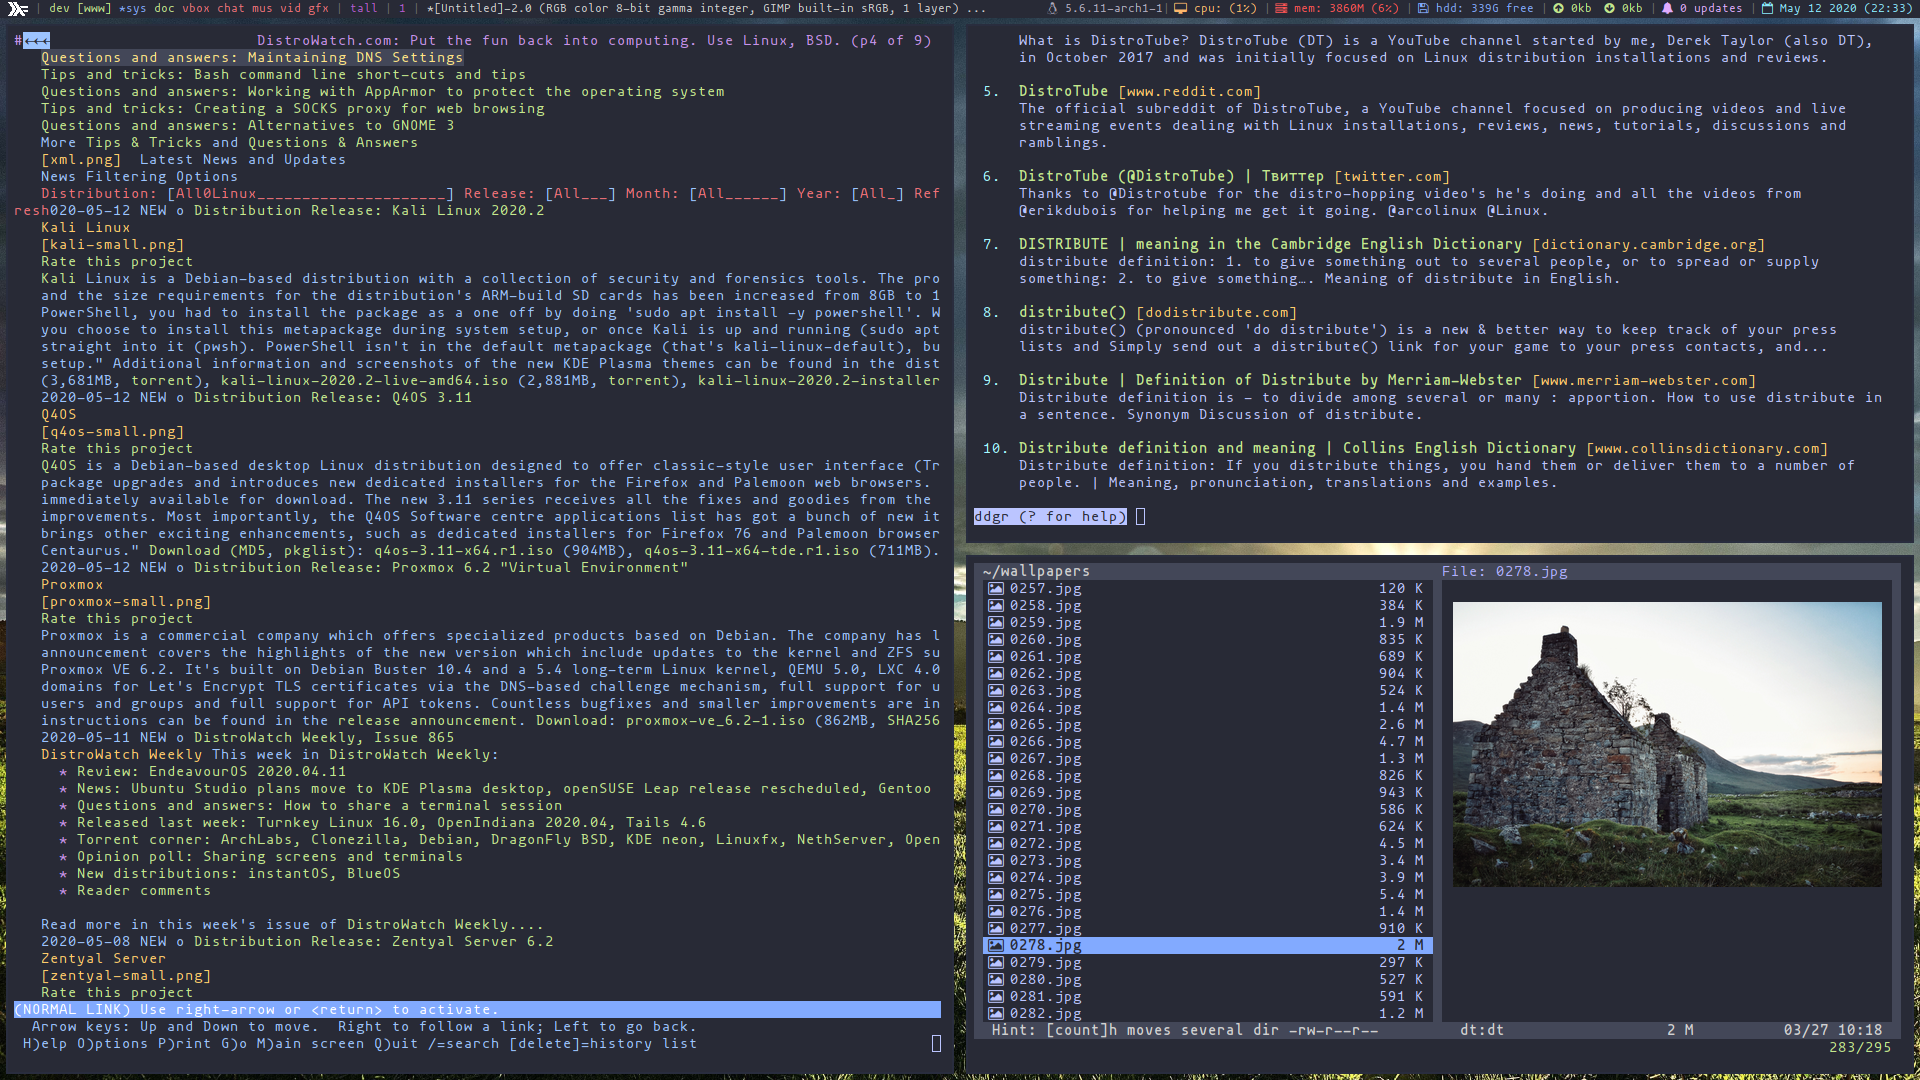 | dev [www] *sys doc vbox chat mus vid gfx | tall | 1 | *[Untitled]-2.0 (RGB color 8-bit gamma integer, GIMP built-in sRGB, 1 layer) ... 5.6.11-arch1-1 | cpu: (1%) | mem: 3860M (6%) | hdd: 339G free | 0kb 0kb | 0 updates | May 12 2020 (22:33)
#<<< DistroWatch.com: Put the fun back into computing. Use Linux, BSD. (p4 of 9)
Questions and answers: Maintaining DNS Settings
Tips and tricks: Bash command line short-cuts and tips
Questions and answers: Working with AppArmor to protect the operating system
Tips and tricks: Creating a SOCKS proxy for web browsing
Questions and answers: Alternatives to GNOME 3
More Tips & Tricks and Questions & Answers
[xml.png]  Latest News and Updates
News Filtering Options
Distribution: [All0Linux_____________________] Release: [All___] Month: [All______] Year: [All_] Ref
resh020-05-12 NEW o Distribution Release: Kali Linux 2020.2
Kali Linux
[kali-small.png]
Rate this project
Kali Linux is a Debian-based distribution with a collection of security and forensics tools. The pro
and the size requirements for the distribution's ARM-build SD cards has been increased from 8GB to 1
PowerShell, you had to install the package as a one off by doing 'sudo apt install -y powershell'. W
you choose to install this metapackage during system setup, or once Kali is up and running (sudo apt
straight into it (pwsh). PowerShell isn't in the default metapackage (that's kali-linux-default), bu
setup." Additional information and screenshots of the new KDE Plasma themes can be found in the dist
(3,681MB, torrent), kali-linux-2020.2-live-amd64.iso (2,881MB, torrent), kali-linux-2020.2-installer
2020-05-12 NEW o Distribution Release: Q4OS 3.11
Q4OS
[q4os-small.png]
Rate this project
Q4OS is a Debian-based desktop Linux distribution designed to offer classic-style user interface (Tr
package upgrades and introduces new dedicated installers for the Firefox and Palemoon web browsers.
immediately available for download. The new 3.11 series receives all the fixes and goodies from the
improvements. Most importantly, the Q4OS Software centre applications list has got a bunch of new it
brings other exciting enhancements, such as dedicated installers for Firefox 76 and Palemoon browser
Centaurus." Download (MD5, pkglist): q4os-3.11-x64.r1.iso (904MB), q4os-3.11-x64-tde.r1.iso (711MB).
2020-05-12 NEW o Distribution Release: Proxmox 6.2 "Virtual Environment"
Proxmox
[proxmox-small.png]
Rate this project
Proxmox is a commercial company which offers specialized products based on Debian. The company has l
announcement covers the highlights of the new version which include updates to the kernel and ZFS su
Proxmox VE 6.2. It's built on Debian Buster 10.4 and a 5.4 long-term Linux kernel, QEMU 5.0, LXC 4.0
domains for Let's Encrypt TLS certificates via the DNS-based challenge mechanism, full support for u
users and groups and full support for API tokens. Countless bugfixes and smaller improvements are in
instructions can be found in the release announcement. Download: proxmox-ve_6.2-1.iso (862MB, SHA256
2020-05-11 NEW o DistroWatch Weekly, Issue 865
DistroWatch Weekly This week in DistroWatch Weekly:
* Review: EndeavourOS 2020.04.11
* News: Ubuntu Studio plans move to KDE Plasma desktop, openSUSE Leap release rescheduled, Gentoo
* Questions and answers: How to share a terminal session
* Released last week: Turnkey Linux 16.0, OpenIndiana 2020.04, Tails 4.6
* Torrent corner: ArchLabs, Clonezilla, Debian, DragonFly BSD, KDE neon, Linuxfx, NethServer, Open
* Opinion poll: Sharing screens and terminals
* New distributions: instantOS, BlueOS
* Reader comments
Read more in this week's issue of DistroWatch Weekly....
2020-05-08 NEW o Distribution Release: Zentyal Server 6.2
Zentyal Server
[zentyal-small.png]
Rate this project
(NORMAL LINK) Use right-arrow or <return> to activate.
Arrow keys: Up and Down to move.  Right to follow a link; Left to go back.
H)elp O)ptions P)rint G)o M)ain screen Q)uit /=search [delete]=history list
What is DistroTube? DistroTube (DT) is a YouTube channel started by me, Derek Taylor (also DT),
in October 2017 and was initially focused on Linux distribution installations and reviews.
5. DistroTube [www.reddit.com]
The official subreddit of DistroTube, a YouTube channel focused on producing videos and live
streaming events dealing with Linux installations, reviews, news, tutorials, discussions and
ramblings.
6. DistroTube (@DistroTube) | Твиттер [twitter.com]
Thanks to @Distrotube for the distro-hopping video's he's doing and all the videos from
@erikdubois for helping me get it going. @arcolinux @Linux.
7. DISTRIBUTE | meaning in the Cambridge English Dictionary [dictionary.cambridge.org]
distribute definition: 1. to give something out to several people, or to spread or supply
something: 2. to give something…. Meaning of distribute in English.
8. distribute() [dodistribute.com]
distribute() (pronounced 'do distribute') is a new & better way to keep track of your press
lists and Simply send out a distribute() link for your game to your press contacts, and...
9. Distribute | Definition of Distribute by Merriam-Webster [www.merriam-webster.com]
Distribute definition is - to divide among several or many : apportion. How to use distribute in
a sentence. Synonym Discussion of distribute.
10. Distribute definition and meaning | Collins English Dictionary [www.collinsdictionary.com]
Distribute definition: If you distribute things, you hand them or deliver them to a number of
people. | Meaning, pronunciation, translations and examples.
ddgr (? for help)
~/wallpapers File: 0278.jpg
0257.jpg 120 K
0258.jpg 384 K
0259.jpg 1.9 M
0260.jpg 835 K
0261.jpg 689 K
0262.jpg 904 K
0263.jpg 524 K
0264.jpg 1.4 M
0265.jpg 2.6 M
0266.jpg 4.7 M
0267.jpg 1.3 M
0268.jpg 826 K
0269.jpg 943 K
0270.jpg 586 K
0271.jpg 624 K
0272.jpg 4.5 M
0273.jpg 3.4 M
0274.jpg 3.9 M
0275.jpg 5.4 M
0276.jpg 1.4 M
0277.jpg 910 K
0278.jpg 2 M
0279.jpg 297 K
0280.jpg 527 K
0281.jpg 591 K
0282.jpg 1.2 M
Hint: [count]h moves several dir -rw-r--r-- dt:dt 2 M 03/27 10:18
283/295